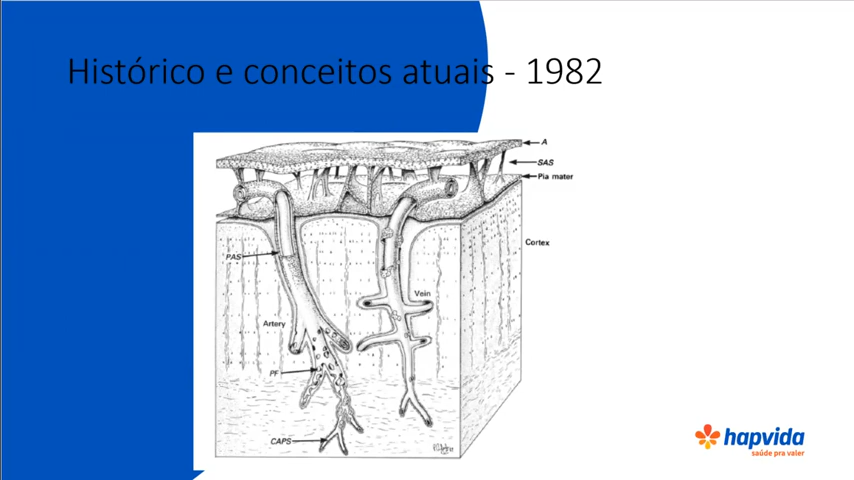 Histórico e conceitos atuais - 1982
A
SAS
Pia mater
Cortex
PAS
Vein
Artery
PF
CAPS
hapvida
saúde pra valer